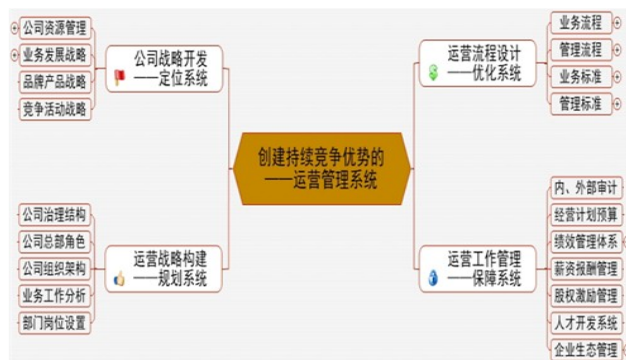 公司资源管理
业务发展战略
品牌产品战略
竞争活动战略
公司战略开发
——定位系统
运营流程设计
——优化系统
业务流程
管理流程
业务标准
管理标准
创建持续竞争优势的
——运营管理系统
公司治理结构
公司总部角色
公司组织架构
业务工作分析
部门岗位设置
运营战略构建
——规划系统
运营工作管理
——保障系统
内、外部审计
经营计划预算
绩效管理体系
薪资报酬管理
股权激励管理
人才开发系统
企业生态管理